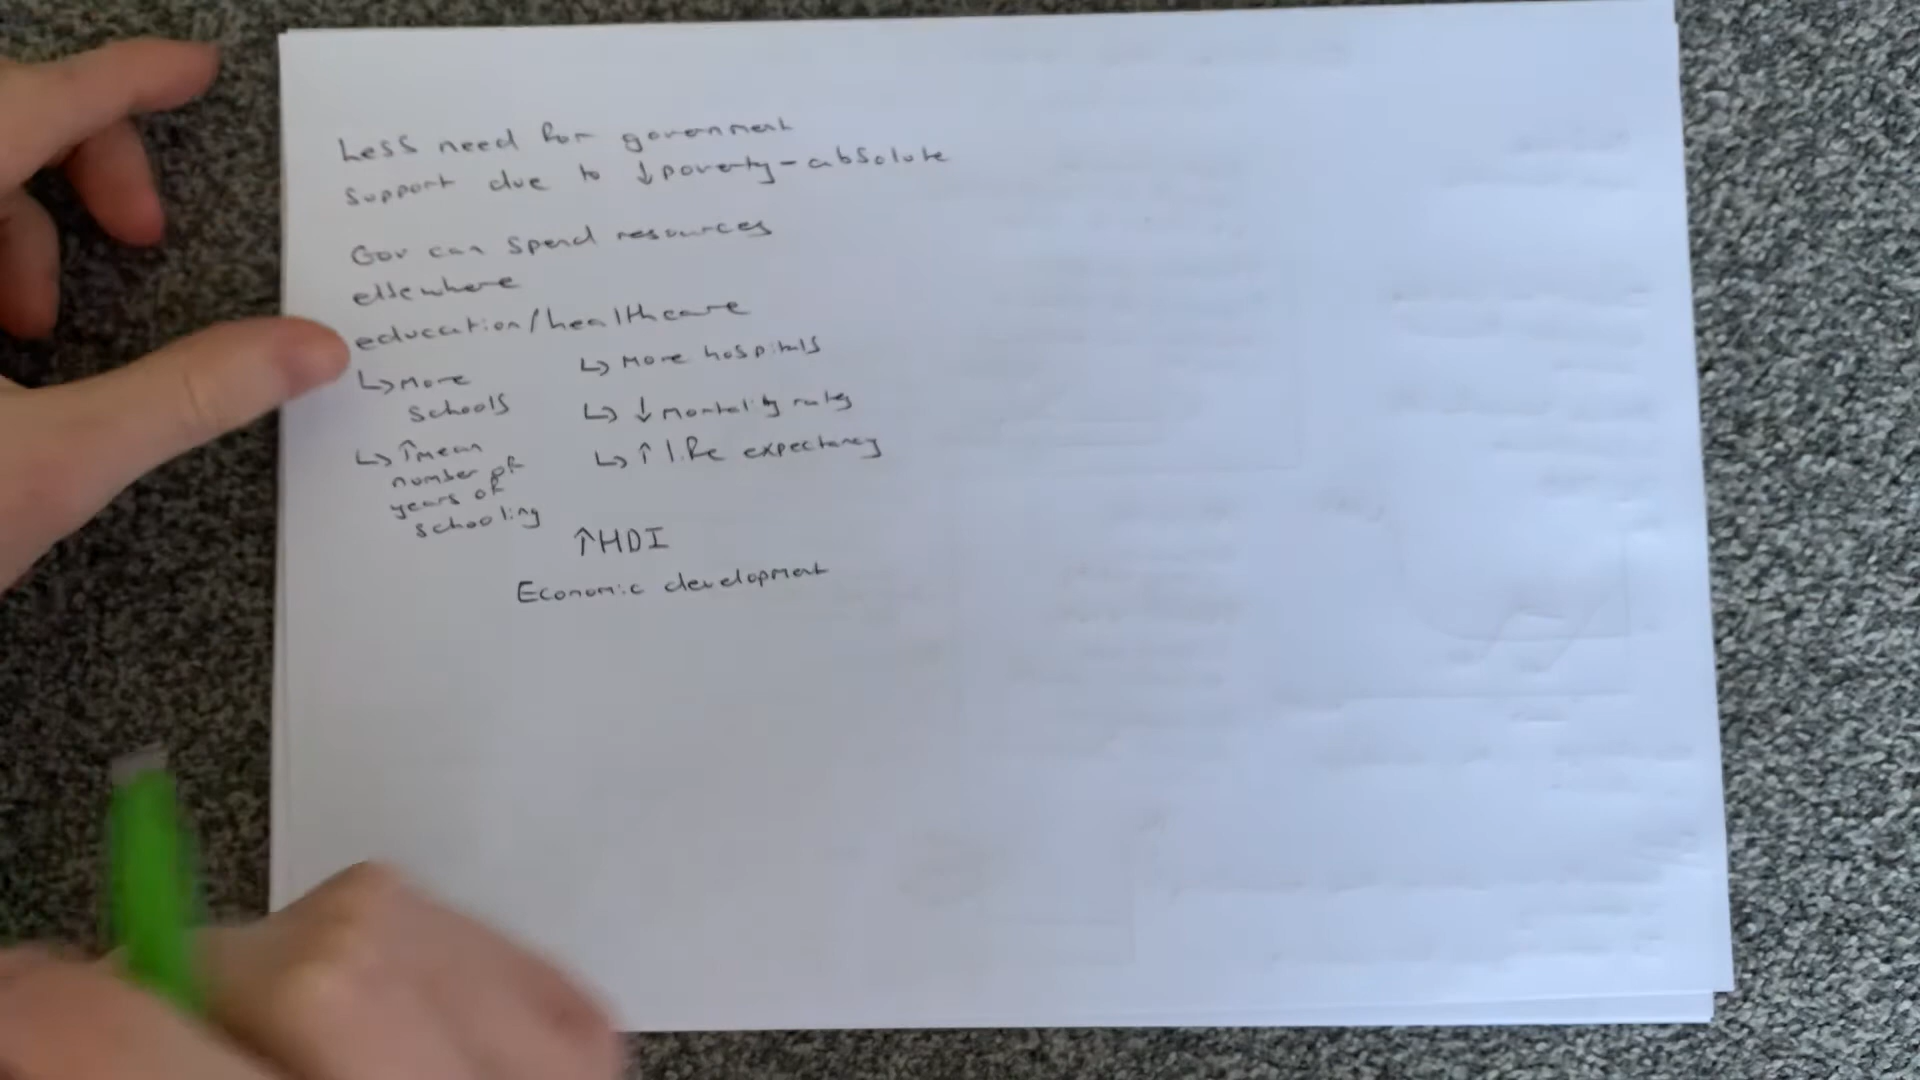 Less need for government
support due to ↓poverty-absolute
Gov can spend resources
elsewhere
education/healthcare
↳ more
schools
↳ ↑mean
number of
years of
schooling
↳ more hospitals
↳ ↓mortality rates
↳ ↑ life expectancy
↑HDI
Economic development